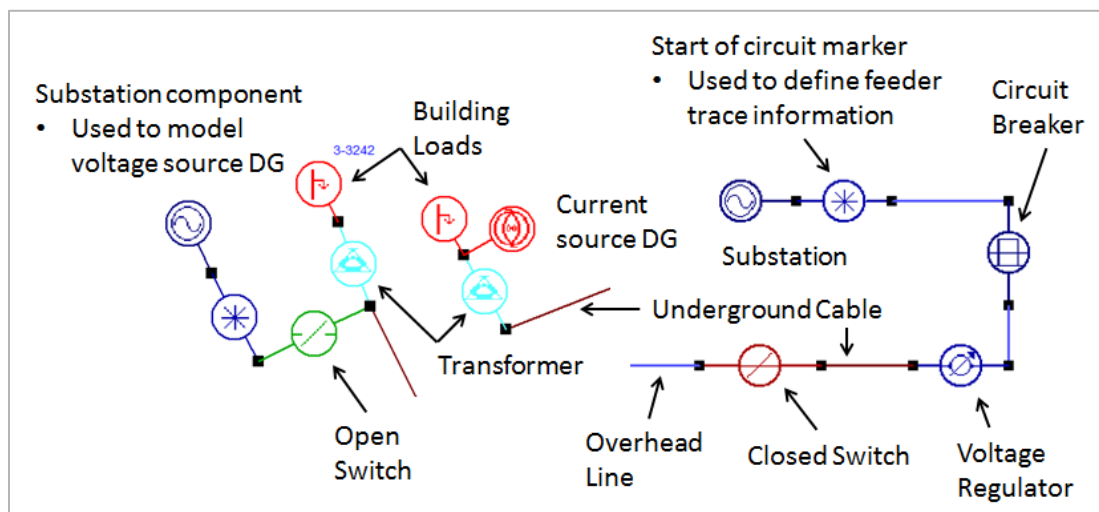 Substation component
• Used to model
voltage source DG
3-3242
Building
Loads
Current
source DG
Start of circuit marker
• Used to define feeder
trace information
Circuit
Breaker
Substation
Underground Cable
Transformer
Open
Switch
Overhead
Line
Closed Switch
Voltage
Regulator